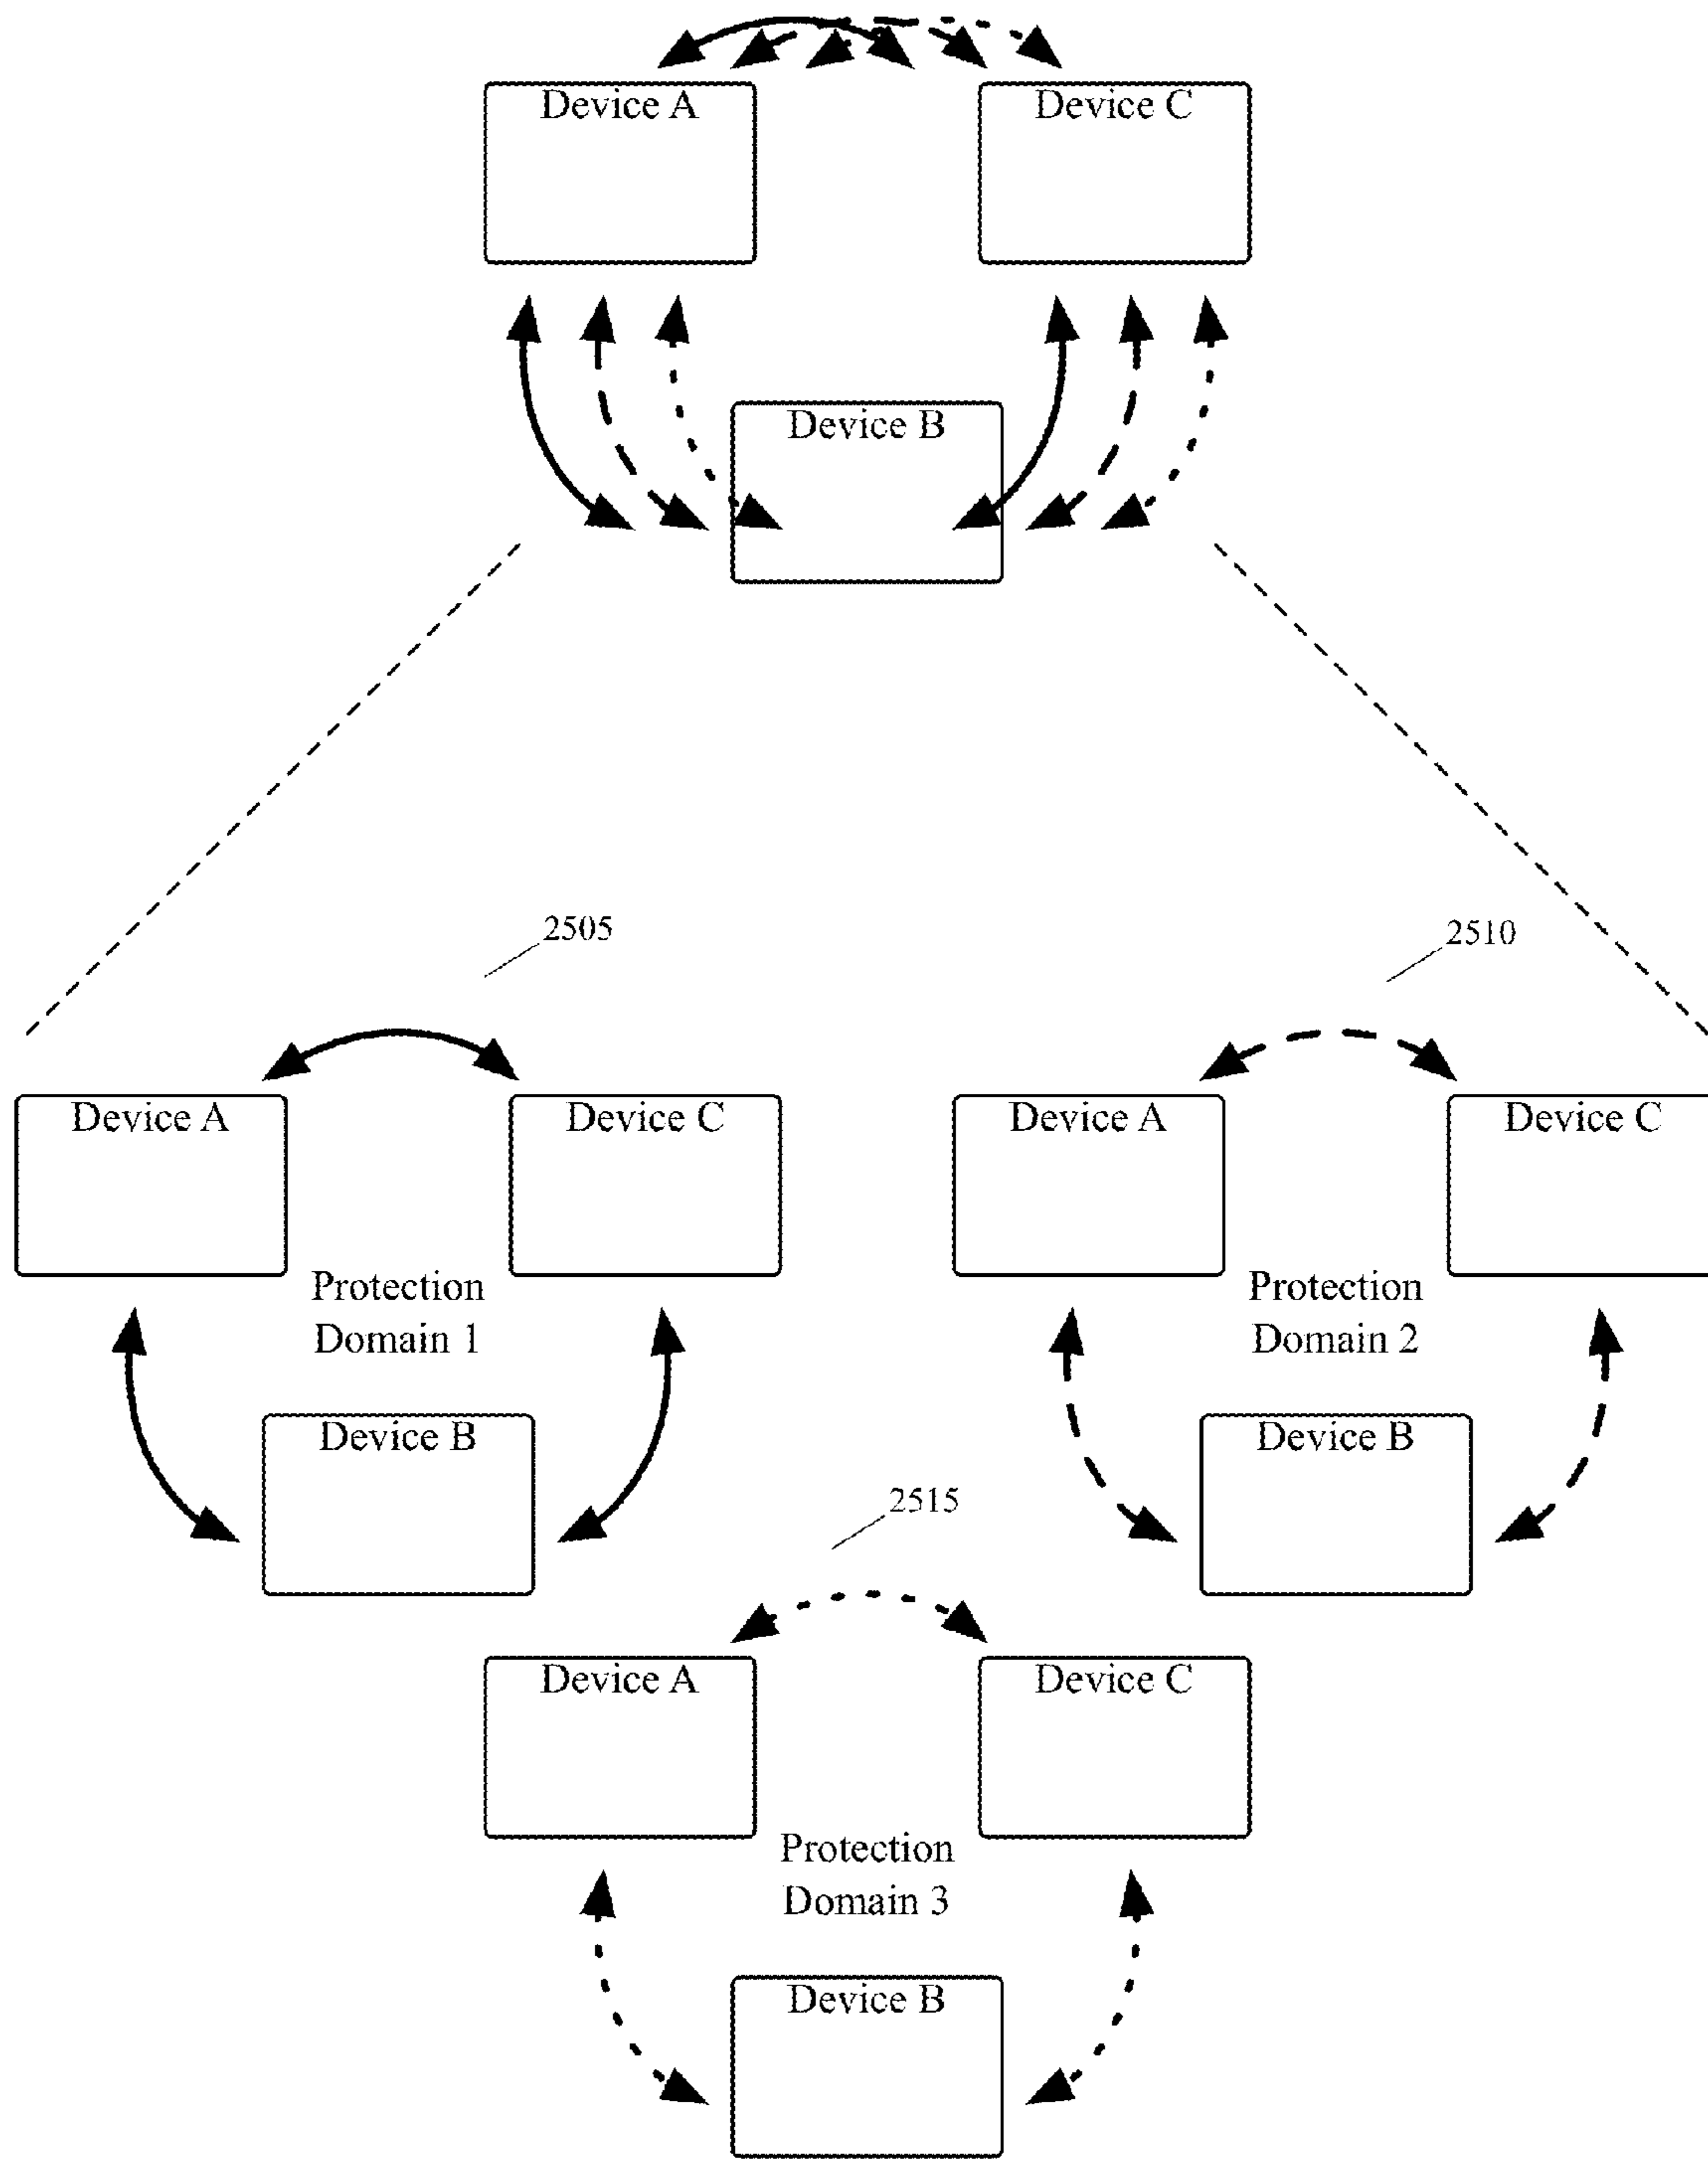 Device A
Device C
Device B
2505
2510
Device A
Device C
Device A
Device C
Protection
Domain 1
Protection
Domain 2
Device B
Device B
2515
Device A
Device C
Protection
Domain 3
Device B